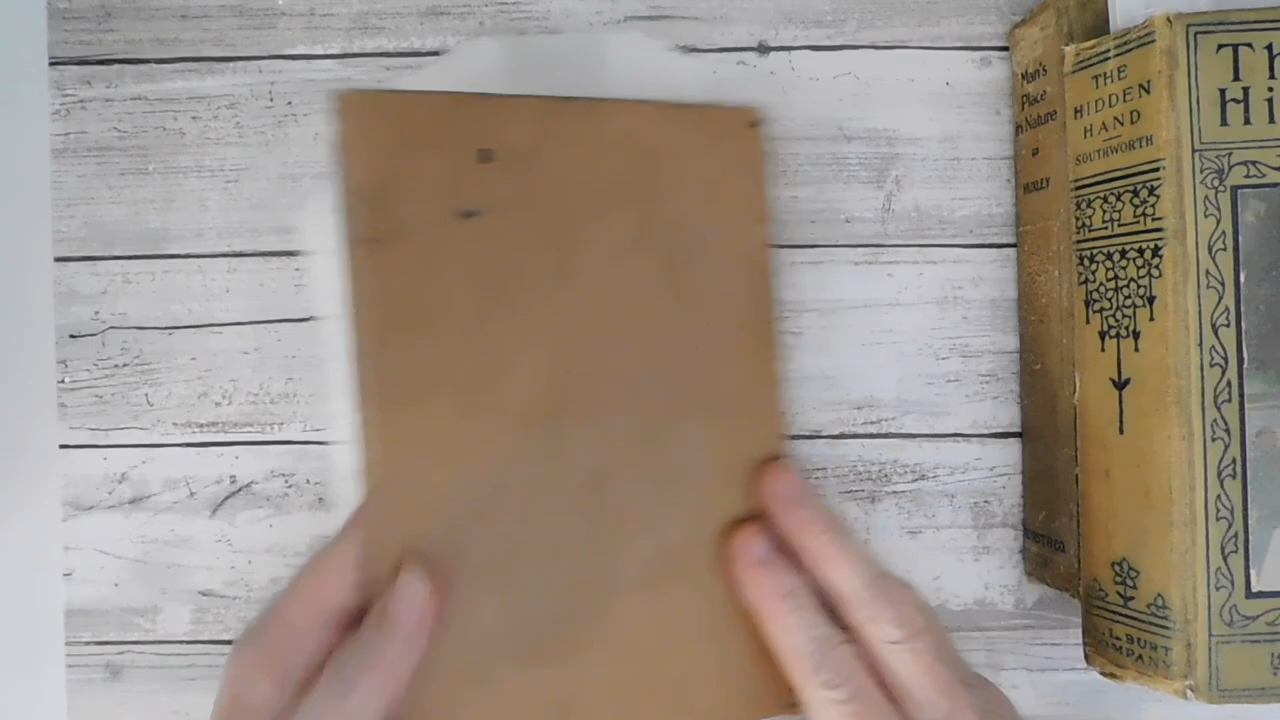 Man's
Place
in Nature
HUXLEY
THE
HIDDEN
HAND
SOUTHWORTH
A.L. BURT
COMPANY
Th
Hi